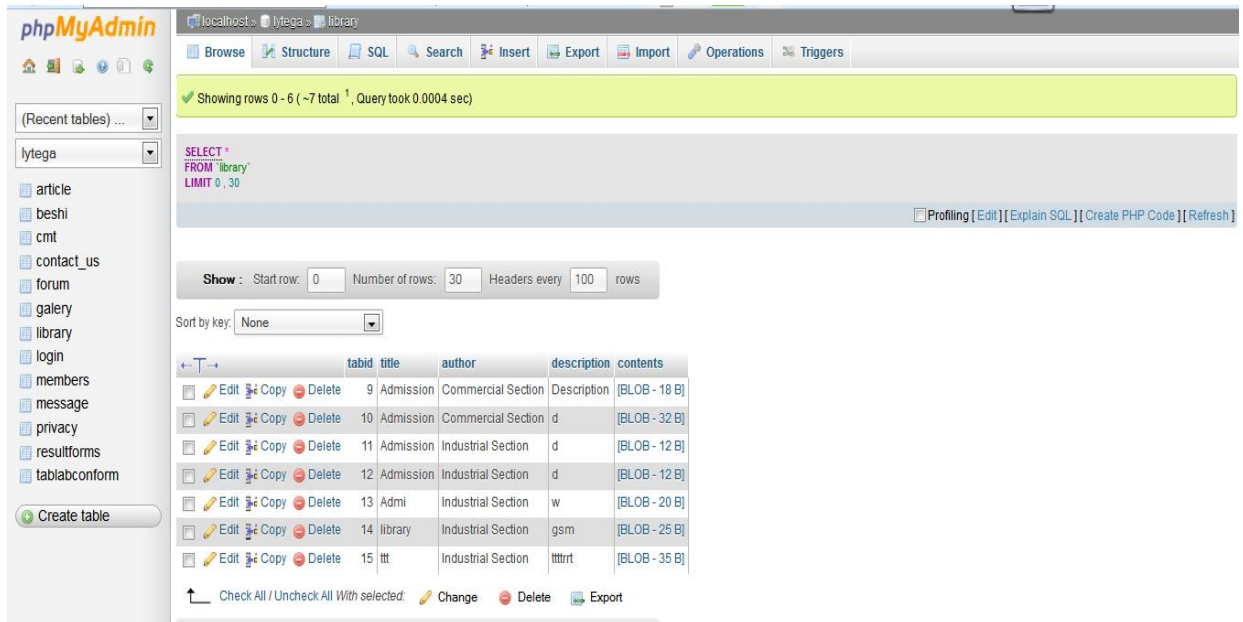 phpMyAdmin
(Recent tables) ...
lytega
article
beshi
cmt
contact_us
forum
galery
library
login
members
message
privacy
resultforms
tablabconform
Create table
localhost » lytega » library
Browse Structure SQL Search Insert Export Import Operations Triggers
Showing rows 0 - 6 ( ~7 total 1 , Query took 0.0004 sec)
SELECT *
FROM `library`
LIMIT 0 , 30
Profiling [ Edit ] [ Explain SQL ] [ Create PHP Code ] [ Refresh ]
Show : Start row: 0 Number of rows: 30 Headers every 100 rows
Sort by key: None
←T→ tabid title author description contents
Edit Copy Delete 9 Admission Commercial Section Description [BLOB - 18 B]
Edit Copy Delete 10 Admission Commercial Section d [BLOB - 32 B]
Edit Copy Delete 11 Admission Industrial Section d [BLOB - 12 B]
Edit Copy Delete 12 Admission Industrial Section d [BLOB - 12 B]
Edit Copy Delete 13 Admi Industrial Section w [BLOB - 20 B]
Edit Copy Delete 14 library Industrial Section gsm [BLOB - 25 B]
Edit Copy Delete 15 ttt Industrial Section ttttrrt [BLOB - 35 B]
Check All / Uncheck All With selected: Change Delete Export